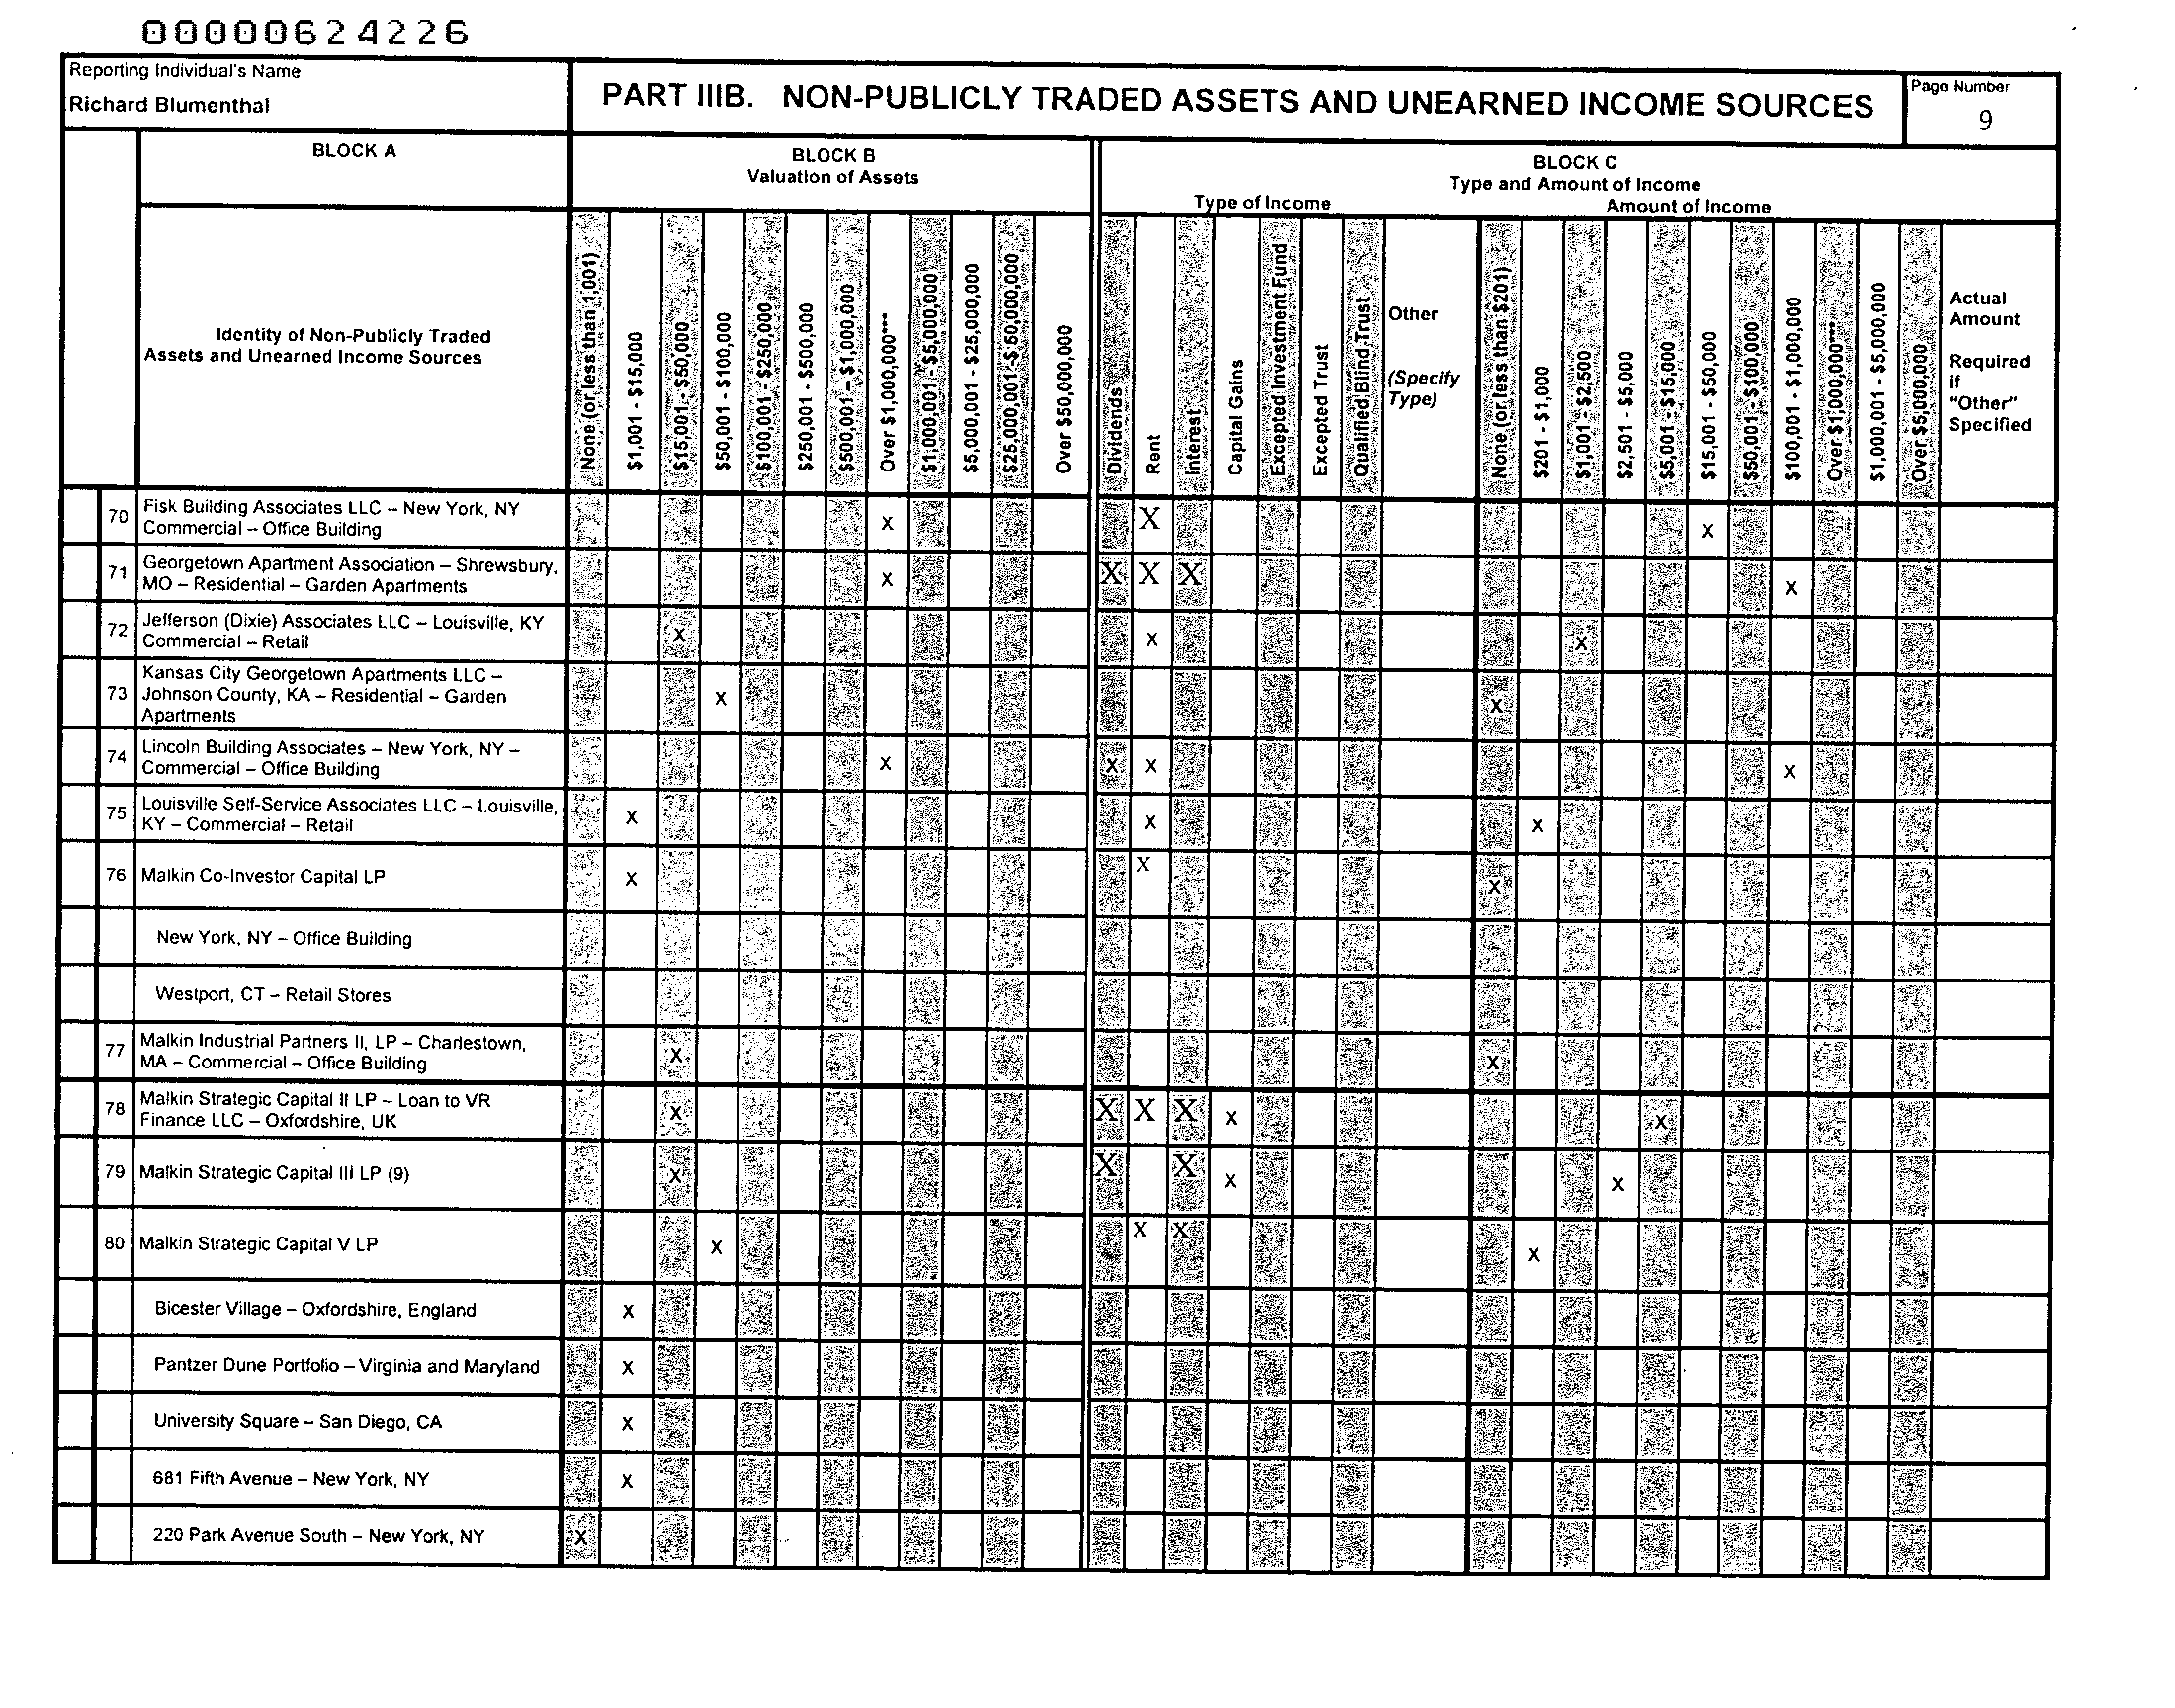 00000624226
Reporting Individual's Name
Richard Blumenthal
PART IIIB. NON-PUBLICLY TRADED ASSETS AND UNEARNED INCOME SOURCES
Page Number
9
BLOCK A
BLOCK B
Valuation of Assets
BLOCK C
Type and Amount of Income
Type of Income
Amount of Income
Identity of Non-Publicly Traded
Assets and Unearned Income Sources
None (or less than 1,001)
$1,001 - $15,000
$15,001 - $50,000
$50,001 - $100,000
$100,001 - $250,000
$250,001 - $500,000
$500,001 - $1,000,000
Over $1,000,000***
$1,000,001 - $5,000,000
$5,000,001 - $25,000,000
$25,000,001 - $50,000,000
Over $50,000,000
Dividends
Rent
Interest
Capital Gains
Excepted Investment Fund
Excepted Trust
Qualified Blind Trust
Other
(Specify
Type)
None (or less than $201)
$201 - $1,000
$1,001 - $2,500
$2,501 - $5,000
$5,001 - $15,000
$15,001 - $50,000
$50,001 - $100,000
$100,001 - $1,000,000
Over $1,000,000***
$1,000,001 - $5,000,000
Over $5,000,000
Actual
Amount
Required
if
"Other"
Specified
70 Fisk Building Associates LLC – New York, NY
Commercial – Office Building
x X x
71 Georgetown Apartment Association – Shrewsbury,
MO – Residential – Garden Apartments
x X X X x
72 Jefferson (Dixie) Associates LLC – Louisville, KY
Commercial – Retail
x x x
73 Kansas City Georgetown Apartments LLC –
Johnson County, KA – Residential – Garden
Apartments
x x
74 Lincoln Building Associates – New York, NY –
Commercial – Office Building
x x x x
75 Louisville Self-Service Associates LLC – Louisville,
KY – Commercial – Retail
x x x
76 Malkin Co-Investor Capital LP
x X x
New York, NY – Office Building
Westport, CT – Retail Stores
77 Malkin Industrial Partners II, LP – Charlestown,
MA – Commercial – Office Building
x x
78 Malkin Strategic Capital II LP – Loan to VR
Finance LLC – Oxfordshire, UK
x X X X x x
79 Malkin Strategic Capital III LP (9)
x X X x x
80 Malkin Strategic Capital V LP
x X X x
Bicester Village – Oxfordshire, England
x
Pantzer Dune Portfolio – Virginia and Maryland
x
University Square – San Diego, CA
x
681 Fifth Avenue – New York, NY
x
220 Park Avenue South – New York, NY
x